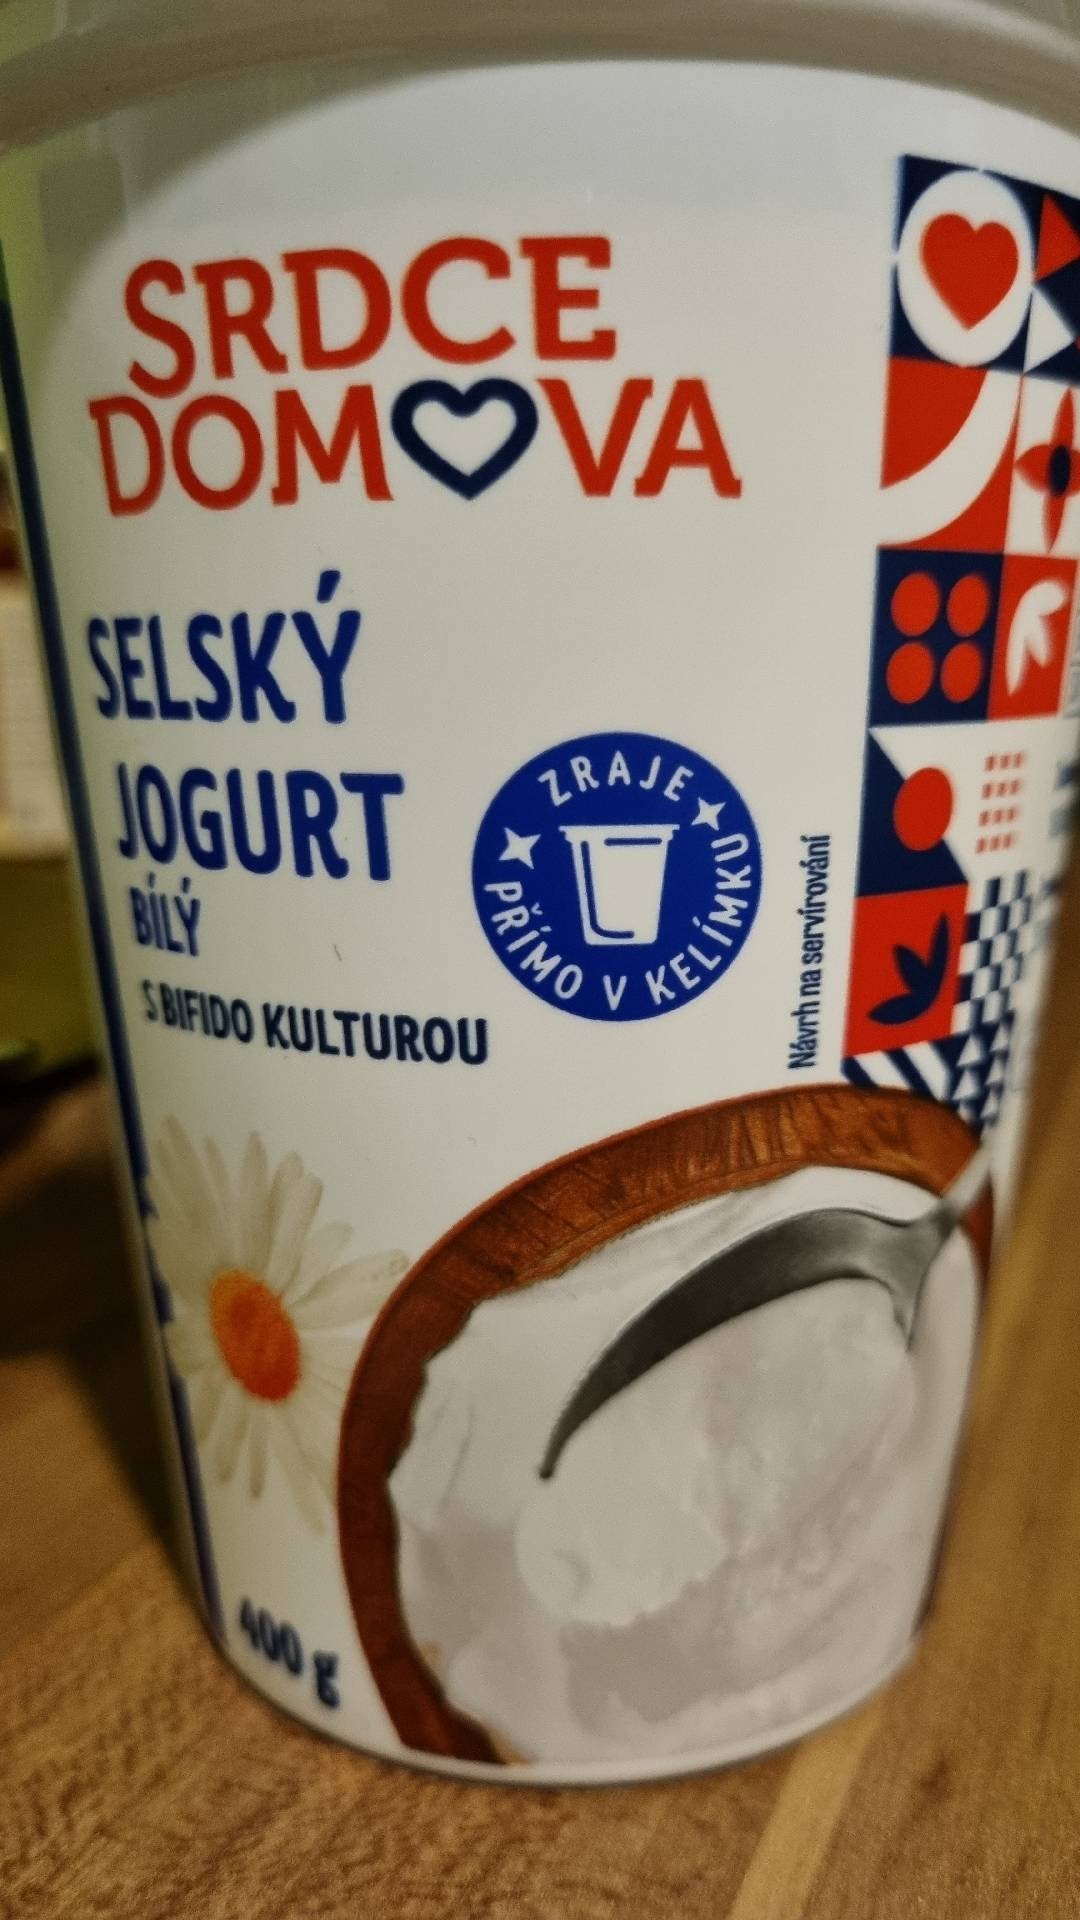 SRDCE
DOMOVA
SELSKÝ
JOGURT
BÍLÝ
S BIFIDO KULTUROU
ZRAJE
PŘÍMO V KELÍMKU
Návrh na servírování
400 g